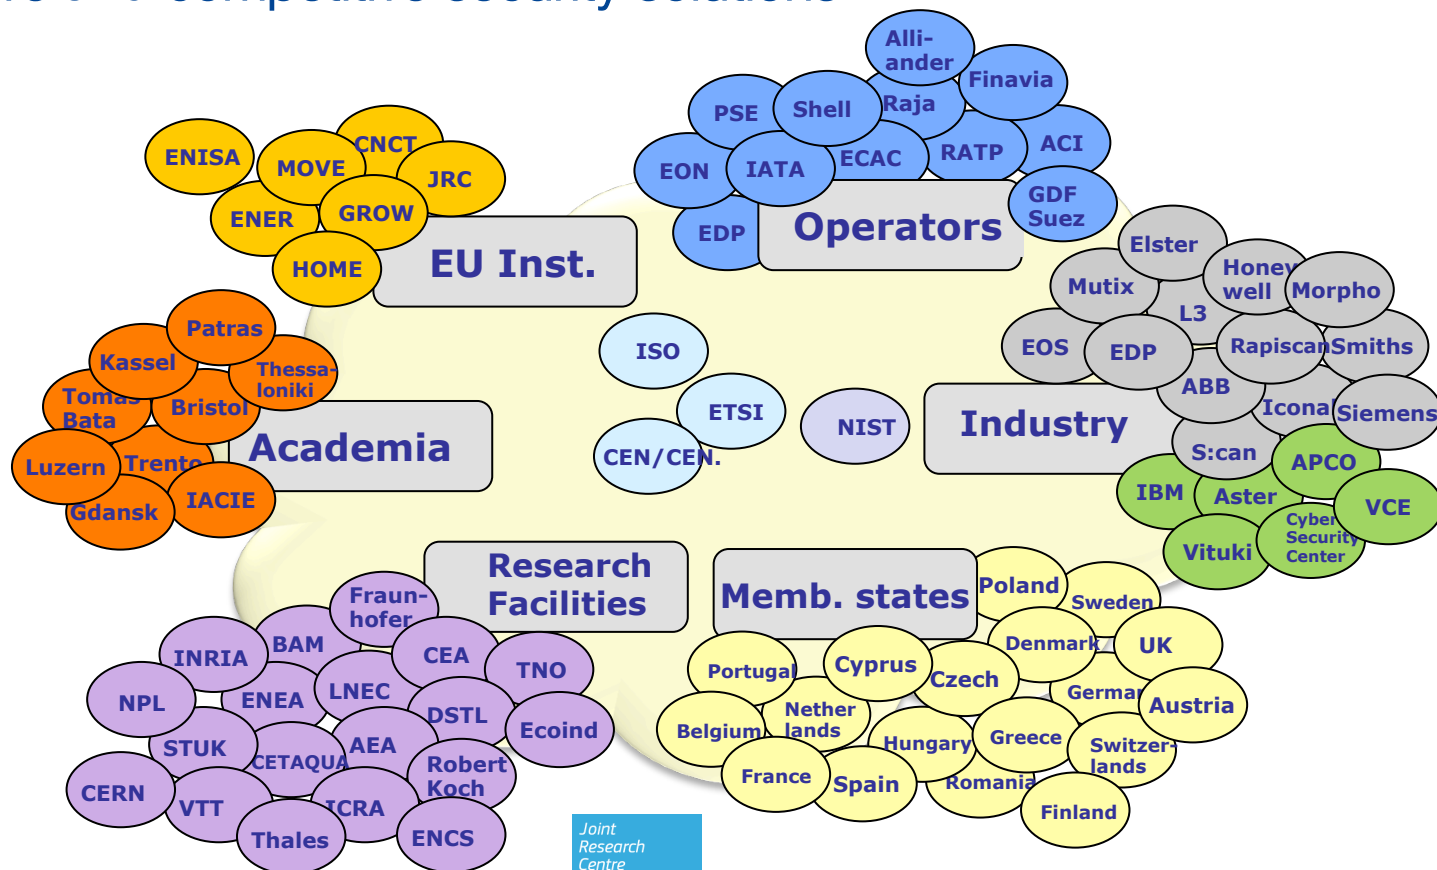 competitive security solutions
Alli-
ander
Finavia
PSE
Shell
Raja
ACI
EON
IATA
ECAC
RATP
GDF
Suez
EDP
Operators
ENISA
MOVE
CNCT
JRC
ENER
GROW
HOME
EU Inst.
Elster
Honey
well
Mutix
Morpho
L3
EOS
EDP
Rapiscan
Smiths
ABB
Iconal
Siemens
S:can
Industry
IBM
Aster
APCO
VCE
Vituki
Cyber
Security
Center
ISO
ETSI
CEN/CEN.
NIST
Patras
Kassel
Thessa-
loniki
Tomas
Bata
Bristol
Luzern
Trento
Gdansk
IACIE
Academia
Research
Facilities
Fraun-
hofer
BAM
INRIA
CEA
TNO
NPL
ENEA
LNEC
DSTL
Ecoind
STUK
CETAQUA
AEA
Robert
Koch
CERN
VTT
ICRA
Thales
ENCS
Memb. states
Poland
Sweden
Denmark
UK
Portugal
Cyprus
Czech
German
Austria
Belgium
Nether
lands
Hungary
Greece
Switzer-
lands
France
Spain
Romania
Finland
Joint
Research
Centre